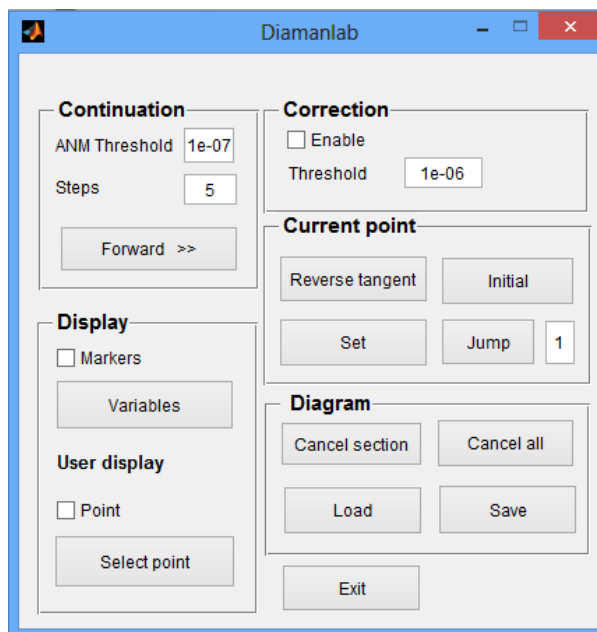 Diamanlab
Continuation
ANM Threshold 1e-07
Steps 5
Forward >>
Correction
Enable
Threshold 1e-06
Current point
Reverse tangent Initial
Set Jump 1
Display
Markers
Variables
User display
Point
Select point
Diagram
Cancel section Cancel all
Load Save
Exit